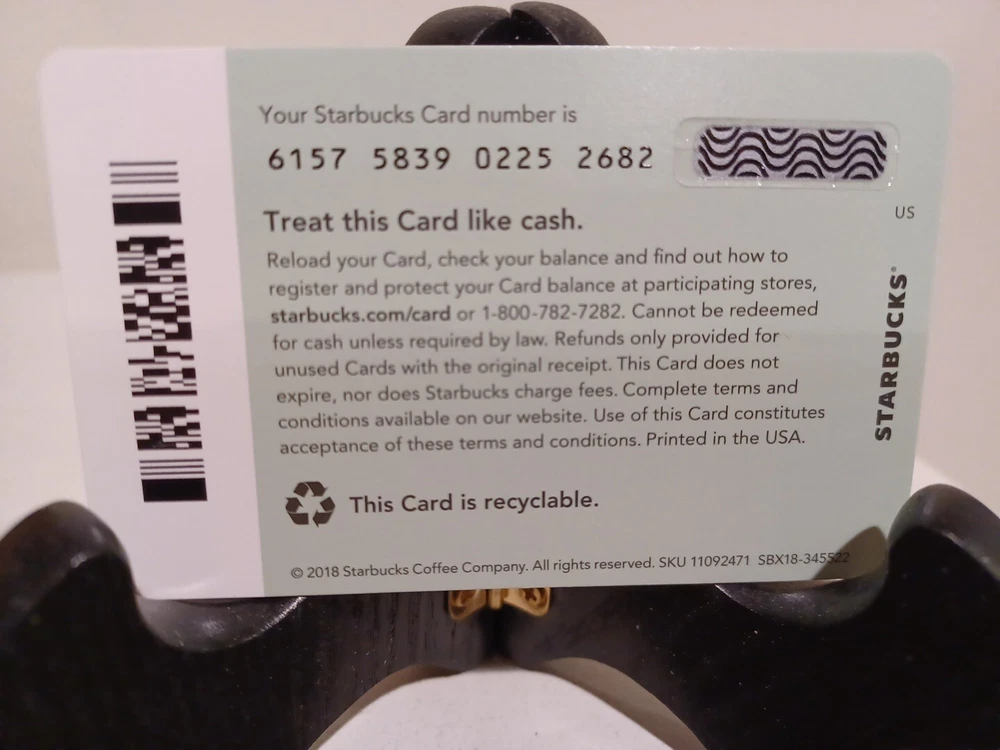 Your Starbucks Card number is
6157 5839 0225 2682
US
Treat this Card like cash.
Reload your Card, check your balance and find out how to
register and protect your Card balance at participating stores,
starbucks.com/card or 1-800-782-7282. Cannot be redeemed
for cash unless required by law. Refunds only provided for
unused Cards with the original receipt. This Card does not
expire, nor does Starbucks charge fees. Complete terms and
conditions available on our website. Use of this Card constitutes
acceptance of these terms and conditions. Printed in the USA.
STARBUCKS®
This Card is recyclable.
© 2018 Starbucks Coffee Company. All rights reserved. SKU 11092471 SBX18-345522